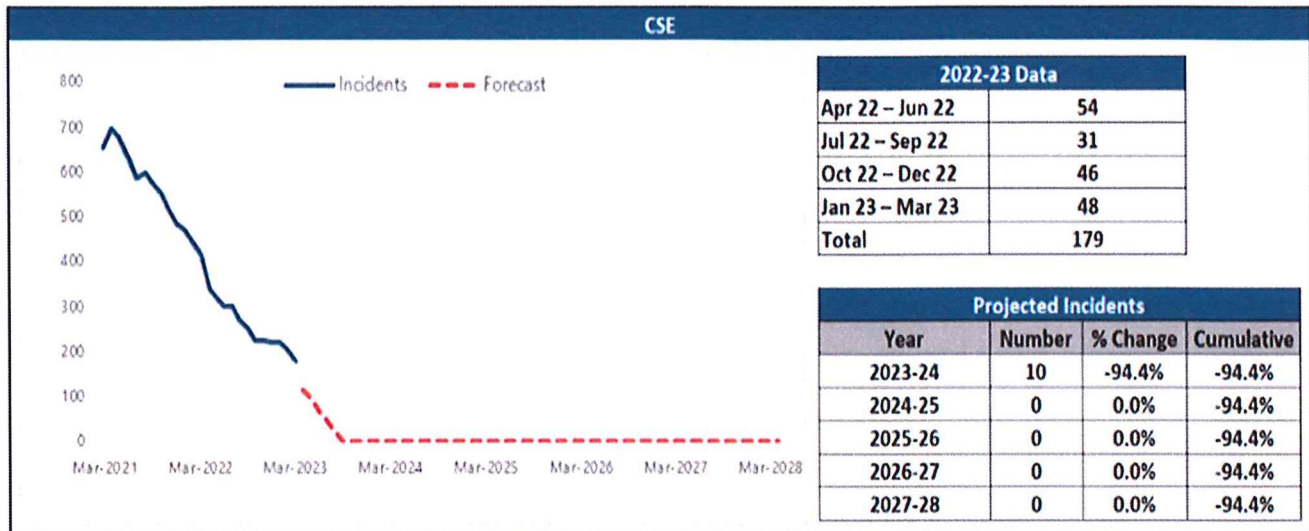 CSE
Incidents Forecast
800
700
600
500
400
300
200
100
0
Mar-2021 Mar-2022 Mar-2023 Mar-2024 Mar-2025 Mar-2026 Mar-2027 Mar-2028
2022-23 Data
Apr 22 – Jun 22 54
Jul 22 – Sep 22 31
Oct 22 – Dec 22 46
Jan 23 – Mar 23 48
Total 179
Projected Incidents
Year Number % Change Cumulative
2023-24 10 -94.4% -94.4%
2024-25 0 0.0% -94.4%
2025-26 0 0.0% -94.4%
2026-27 0 0.0% -94.4%
2027-28 0 0.0% -94.4%